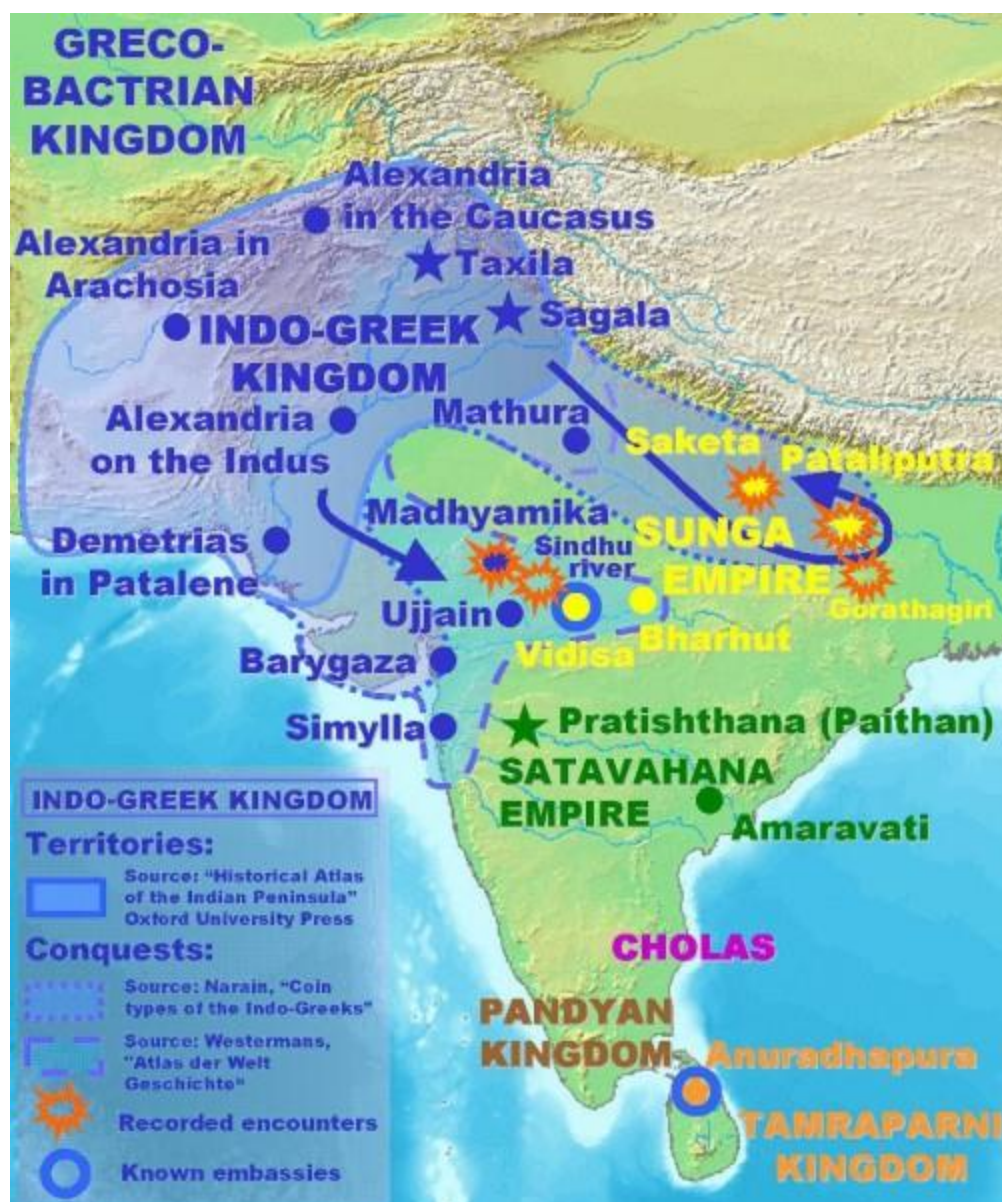 GRECO-
BACTRIAN
KINGDOM
Alexandria
in the Caucasus
Alexandria in
Arachosia
Taxila
Sagala
INDO-GREEK
KINGDOM
Alexandria
on the Indus
Mathura
Saketa
Pataliputra
Madhyamika
Sindhu
river
SUNGA
EMPIRE
Demetrias
in Patalene
Gorathagiri
Ujjain
Vidisa
Bharhut
Barygaza
Simylla
Pratishthana (Paithan)
SATAVAHANA
EMPIRE
Amaravati
CHOLAS
PANDYAN
KINGDOM
Anuradhapura
TAMRAPARNI
KINGDOM
INDO-GREEK KINGDOM
Territories:
Source: "Historical Atlas
of the Indian Peninsula"
Oxford University Press
Conquests:
Source: Narain, "Coin
types of the Indo-Greeks"
Source: Westermans,
"Atlas der Welt
Geschichte"
Recorded encounters
Known embassies